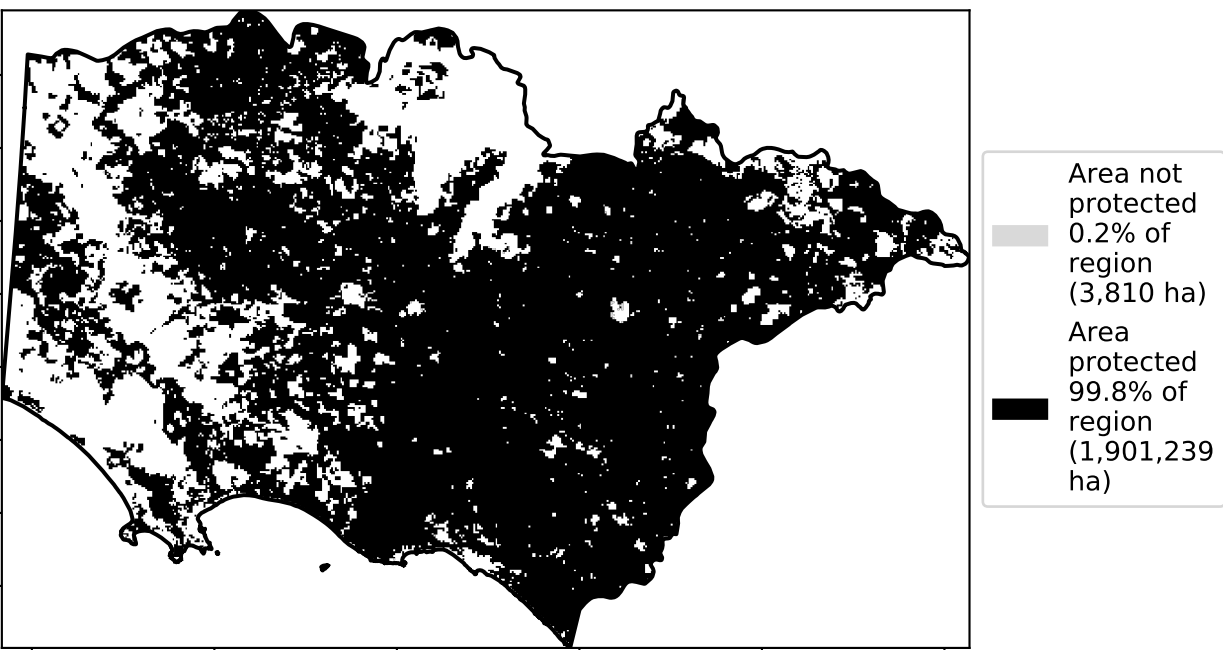 Area not
protected
0.2% of
region
(3,810 ha)
Area
protected
99.8% of
region
(1,901,239
ha)